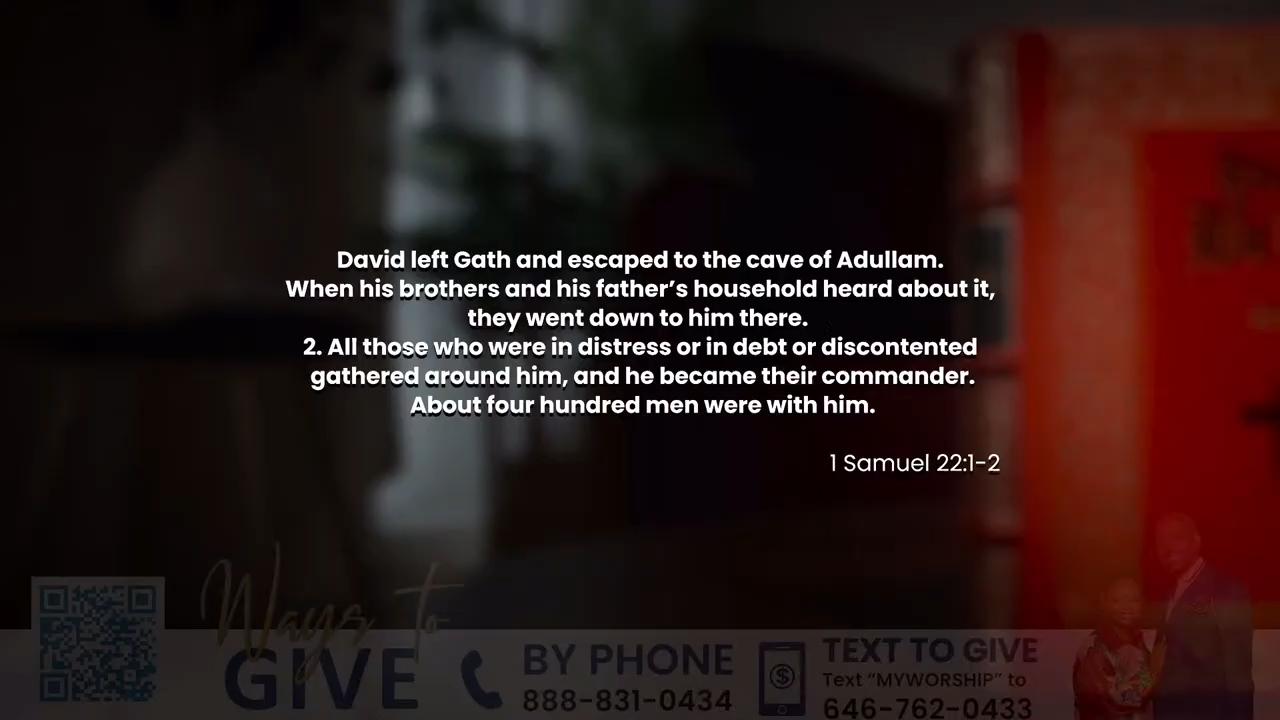 David left Gath and escaped to the cave of Adullam.
When his brothers and his father’s household heard about it,
they went down to him there.
2. All those who were in distress or in debt or discontented
gathered around him, and he became their commander.
About four hundred men were with him.
1 Samuel 22:1-2
Ways to
GIVE
BY PHONE
888-831-0434
TEXT TO GIVE
Text “MYWORSHIP” to
646-762-0433